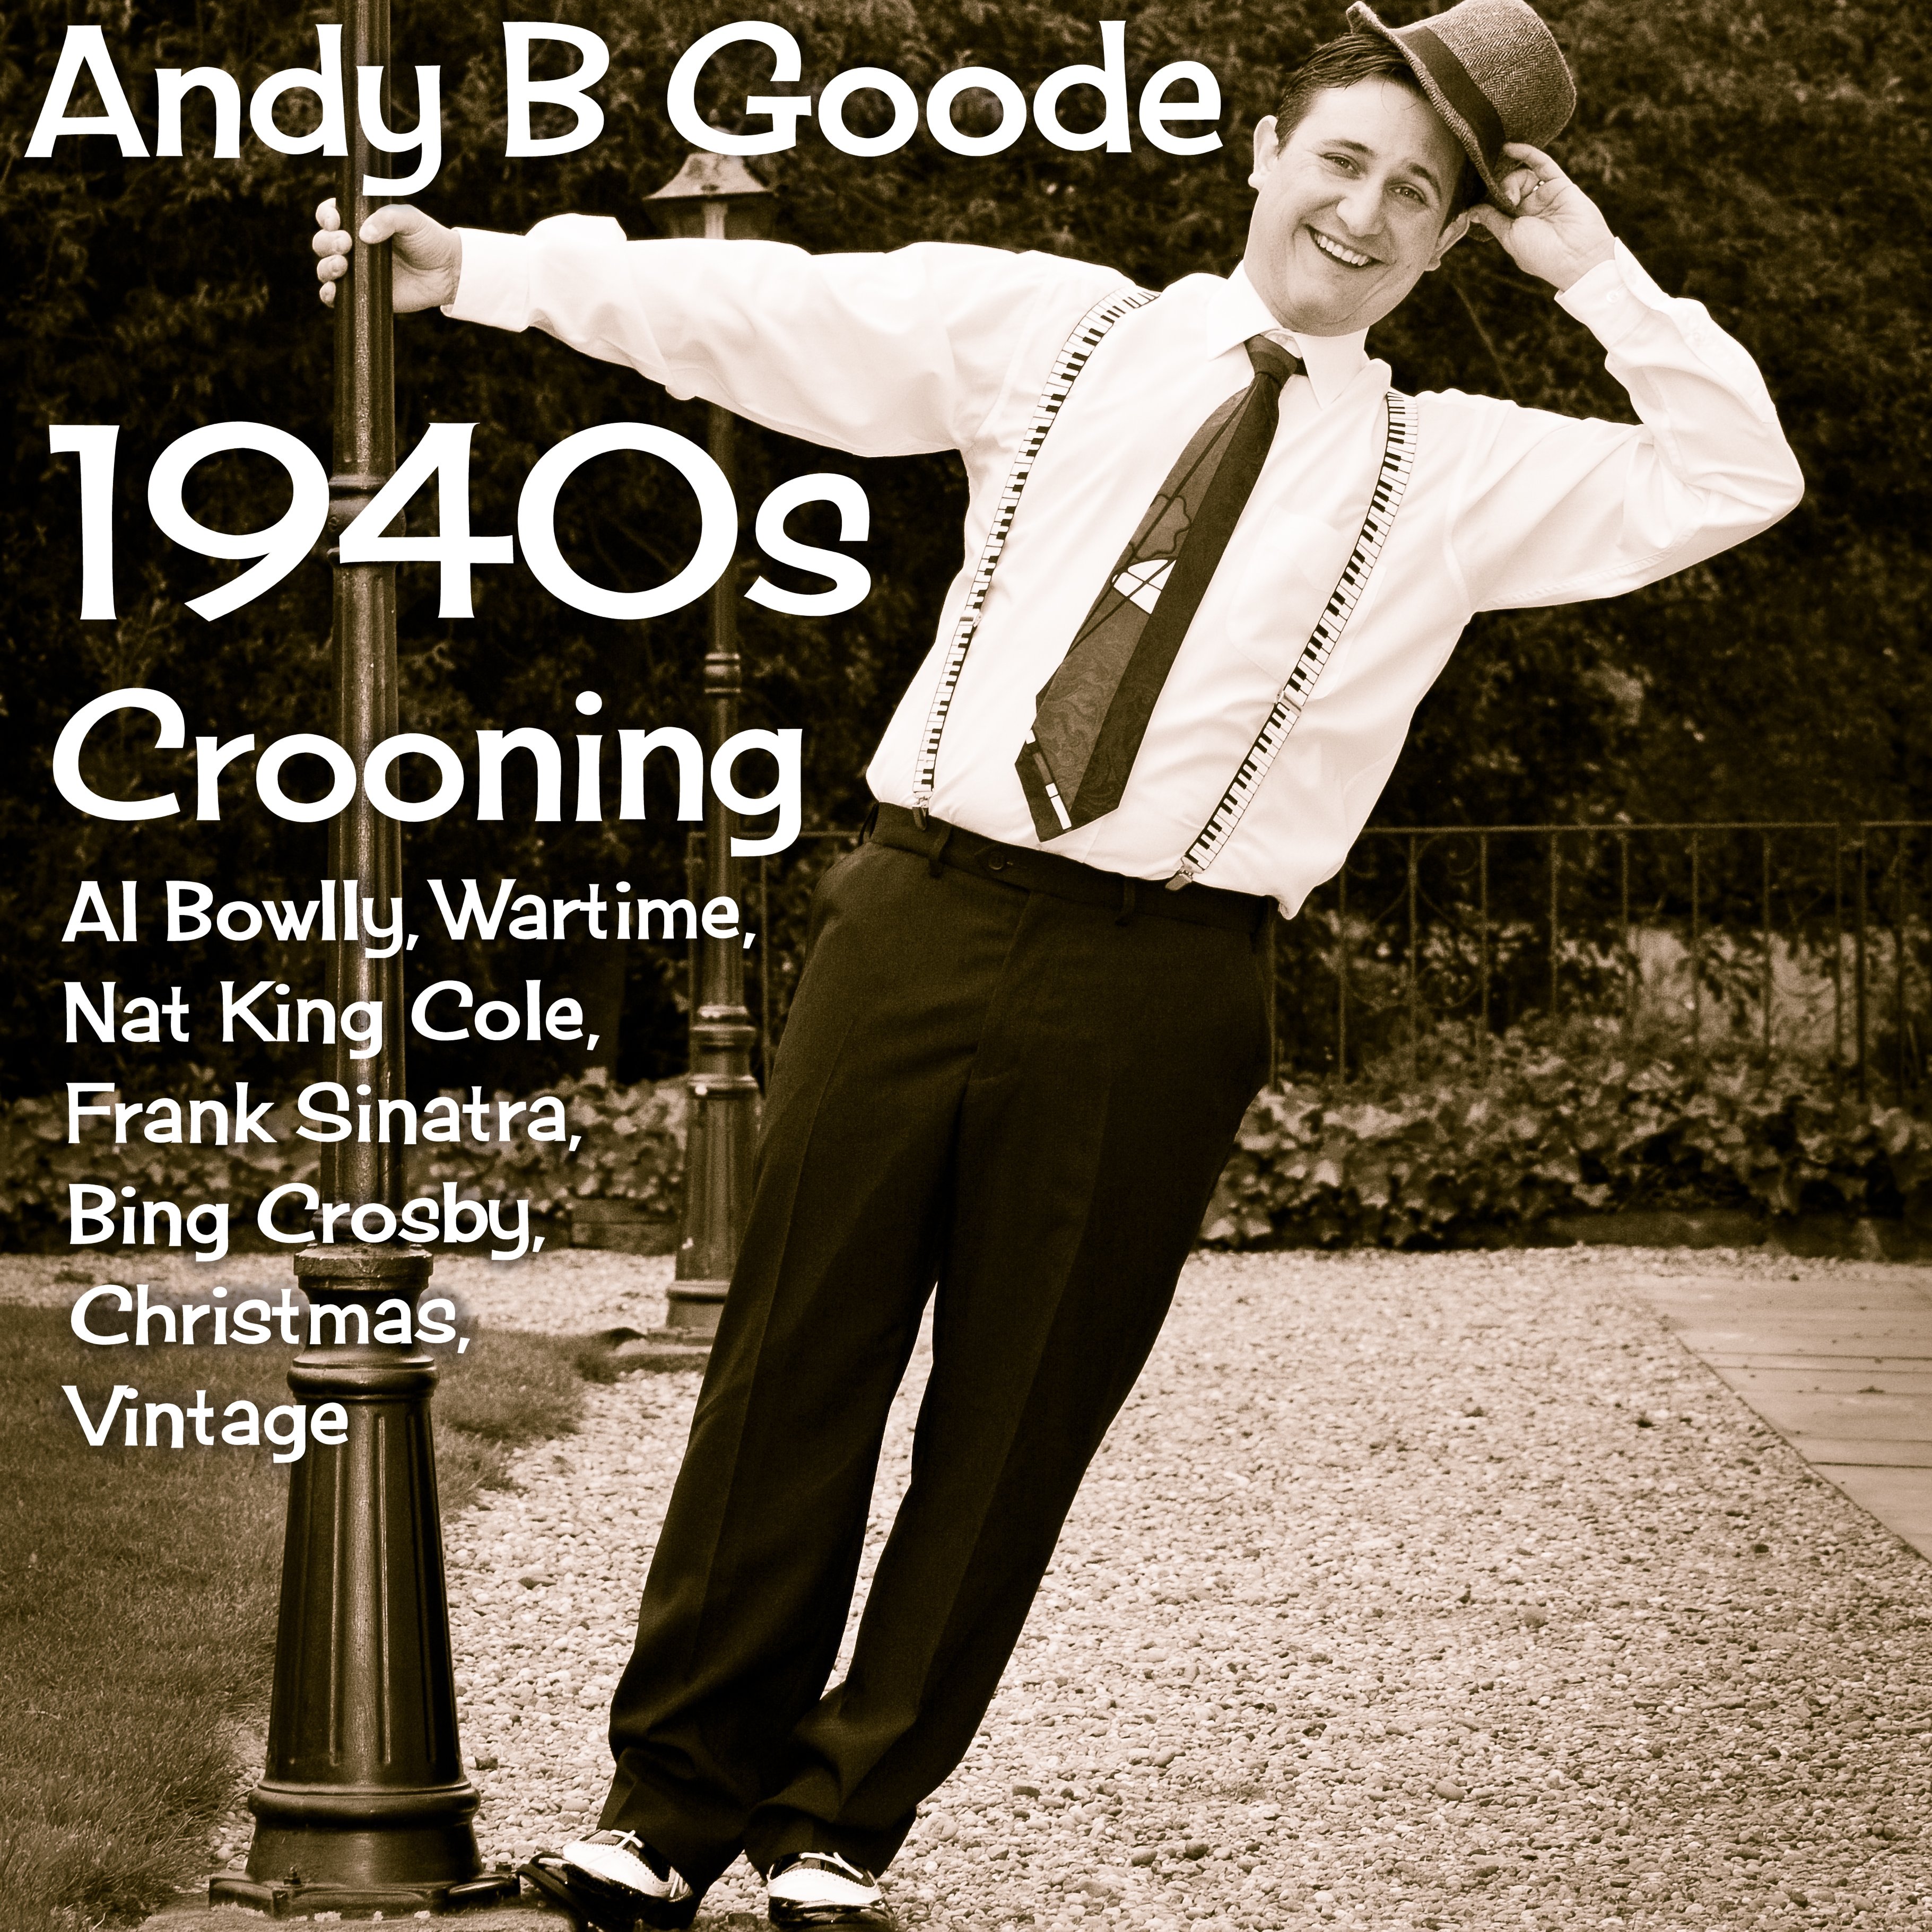 Andy B Goode
1940s
Crooning
Al Bowlly, Wartime,
Nat King Cole,
Frank Sinatra,
Bing Crosby,
Christmas,
Vintage